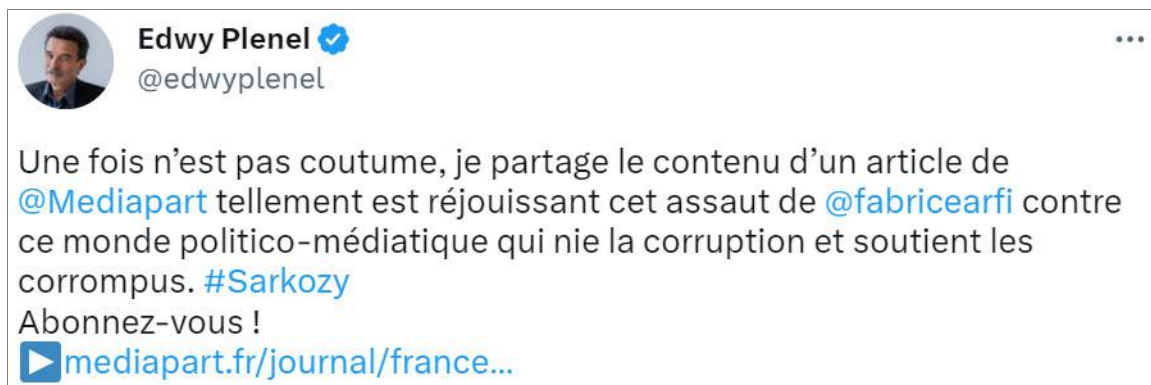 Edwy Plenel
@edwyplenel
Une fois n’est pas coutume, je partage le contenu d’un article de
@Mediapart tellement est réjouissant cet assaut de @fabricearfi contre
ce monde politico-médiatique qui nie la corruption et soutient les
corrompus. #Sarkozy
Abonnez-vous !
mediapart.fr/journal/france...